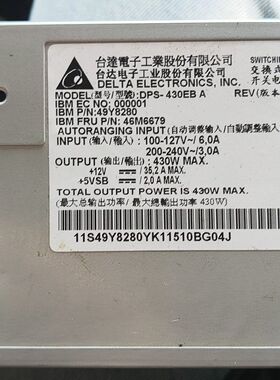 台達電子工業股份有限公司
台达电子工业股份有限公司
DELTA ELECTRONICS, INC.
SWITCHIN
交換式
开关
MODEL(型號/型号):DPS-430EB A
REV(版本
IBM EC NO: 000001
IBM P/N:49Y8280
IBM FRU P/N: 46M6679
AUTORANGING INPUT (自动調整输入/自動調整
INPUT (输入/輸入): 100-127V~/ 6,0A
200-240V~/3,0A
OUTPUT (输出/輸出): 430W MAX.
+12V /35,2 A MAX.
+5VSB / 2,0 A MAX.
TOTAL OUTPUT POWER IS 430W MAX.
(最大总输出功率/最大總輸出功率 430W)
11S49Y8280YK11510BG04J